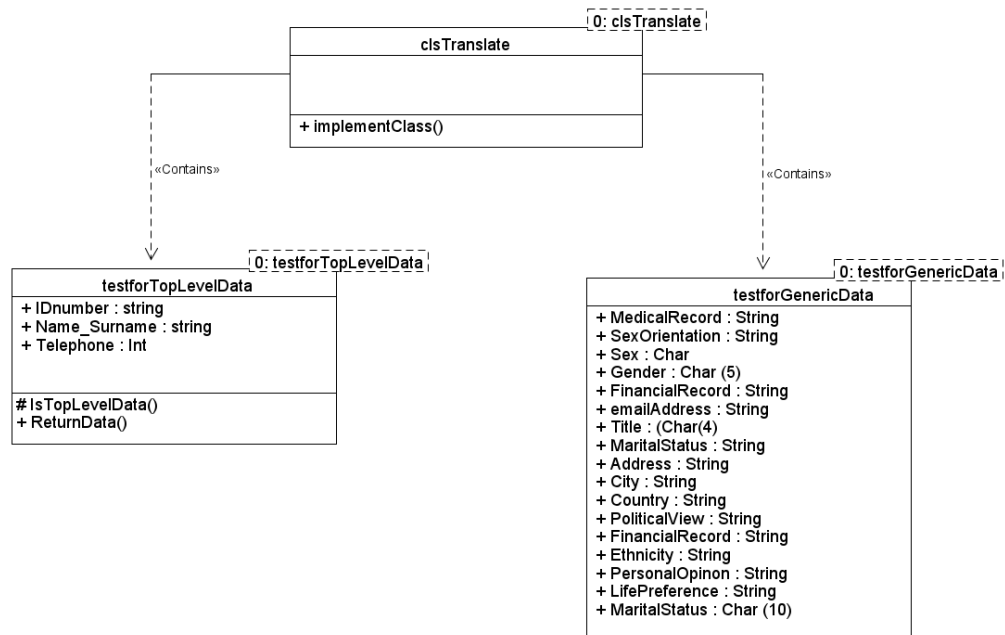 0: clsTranslate
clsTranslate
+ implementClass()
«Contains»
«Contains»
0: testforTopLevelData
testforTopLevelData
+ IDnumber : string
+ Name_Surname : string
+ Telephone : Int
# IsTopLevelData()
+ ReturnData()
0: testforGenericData
testforGenericData
+ MedicalRecord : String
+ SexOrientation : String
+ Sex : Char
+ Gender : Char (5)
+ FinancialRecord : String
+ emailAddress : String
+ Title : (Char(4)
+ MaritalStatus : String
+ Address : String
+ City : String
+ Country : String
+ PoliticalView : String
+ FinancialRecord : String
+ Ethnicity : String
+ PersonalOpinon : String
+ LifePreference : String
+ MaritalStatus : Char (10)